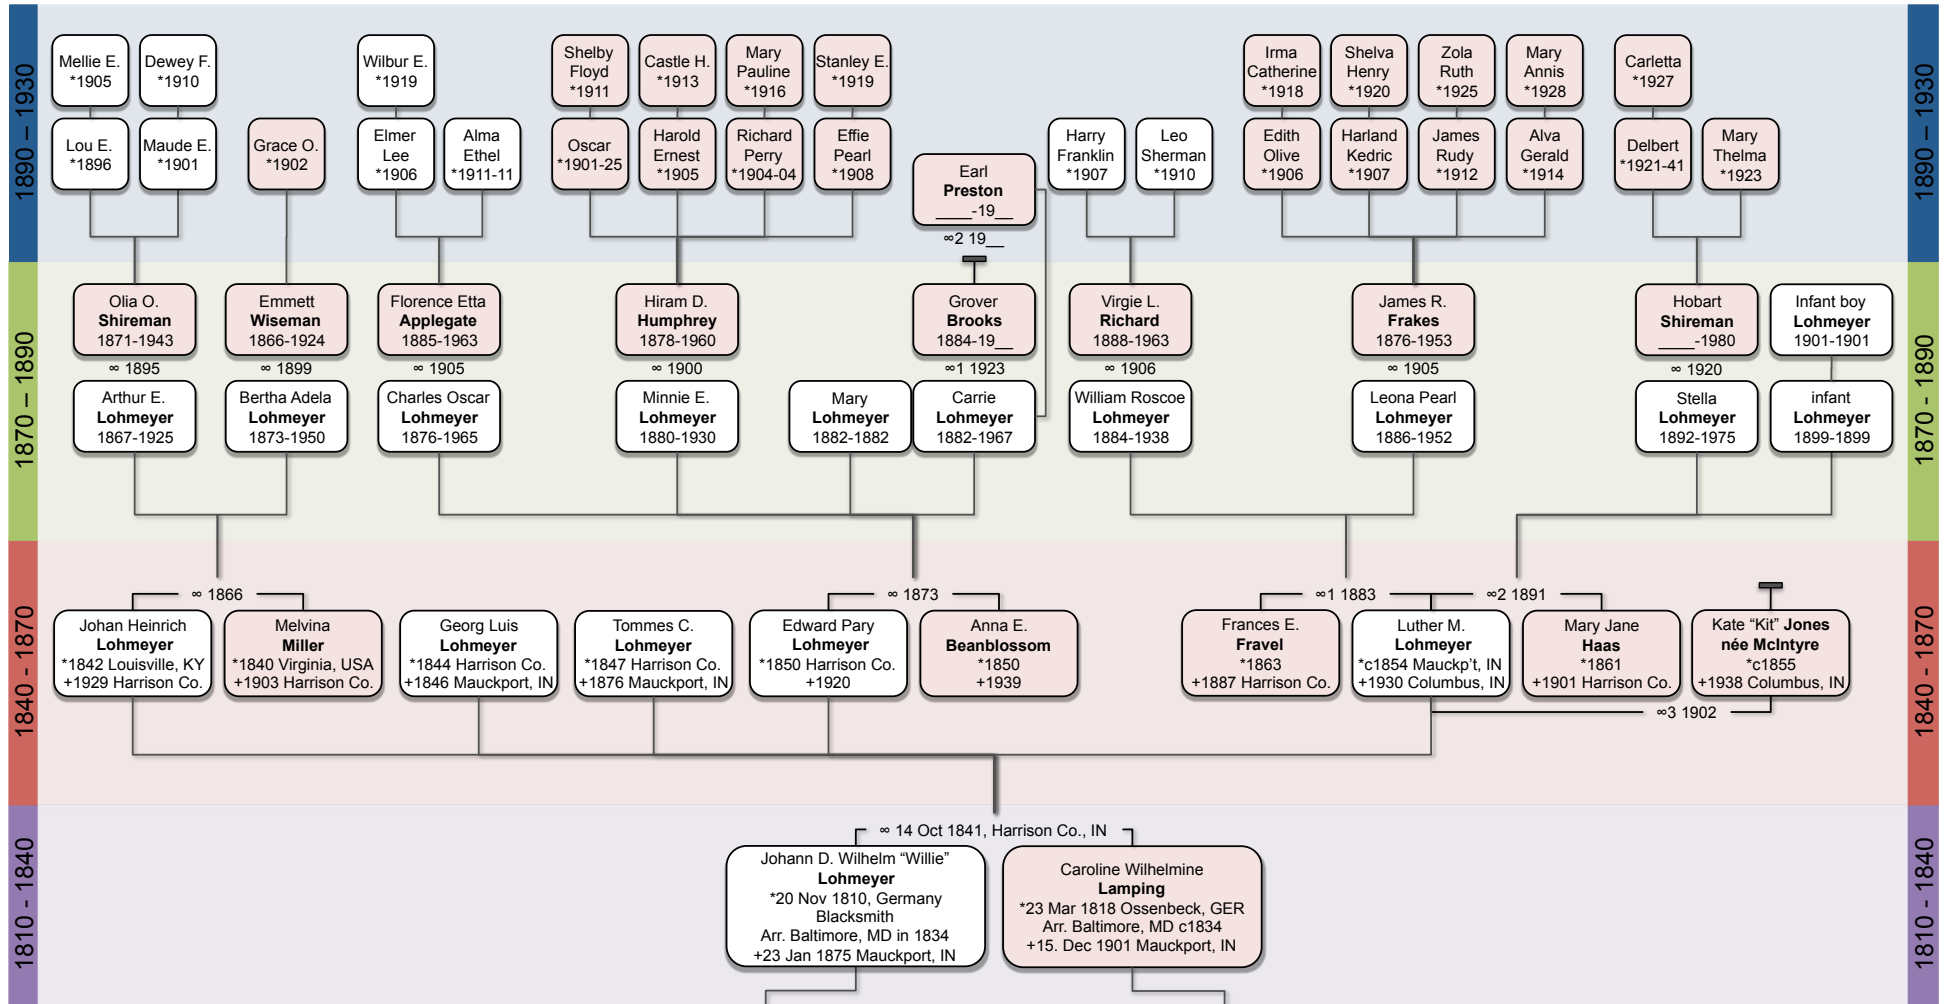 1890 – 1930
Mellie E.
*1905
Dewey F.
*1910
Wilbur E.
*1919
Shelby
Floyd
*1911
Castle H.
*1913
Mary
Pauline
*1916
Stanley E.
*1919
Irma
Catherine
*1918
Shelva
Henry
*1920
Zola
Ruth
*1925
Mary
Annis
*1928
Carletta
*1927
1890 – 1930
Lou E.
*1896
Maude E.
*1901
Grace O.
*1902
Elmer
Lee
*1906
Alma
Ethel
*1911-11
Oscar
*1901-25
Harold
Ernest
*1905
Richard
Perry
*1904-04
Effie
Pearl
*1908
Earl
Preston
____-19__
∞2 19__
Harry
Franklin
*1907
Leo
Sherman
*1910
Edith
Olive
*1906
Harland
Kedric
*1907
James
Rudy
*1912
Alva
Gerald
*1914
Delbert
*1921-41
Mary
Thelma
*1923
1870 - 1890
Olia O.
Shireman
1871-1943
Emmett
Wiseman
1866-1924
Florence Etta
Applegate
1885-1963
Hiram D.
Humphrey
1878-1960
Grover
Brooks
1884-19__
Virgie L.
Richard
1888-1963
James R.
Frakes
1876-1953
Hobart
Shireman
____-1980
Infant boy
Lohmeyer
1901-1901
1870 - 1890
∞ 1895
∞ 1899
∞ 1905
∞ 1900
∞1 1923
∞ 1906
∞ 1905
∞ 1920
Arthur E.
Lohmeyer
1867-1925
Bertha Adela
Lohmeyer
1873-1950
Charles Oscar
Lohmeyer
1876-1965
Minnie E.
Lohmeyer
1880-1930
Mary
Lohmeyer
1882-1882
Carrie
Lohmeyer
1882-1967
William Roscoe
Lohmeyer
1884-1938
Leona Pearl
Lohmeyer
1886-1952
Stella
Lohmeyer
1892-1975
infant
Lohmeyer
1899-1899
1840 - 1870
∞ 1866
∞ 1873
∞1 1883
∞2 1891
1840 - 1870
Johan Heinrich
Lohmeyer
*1842 Louisville, KY
+1929 Harrison Co.
Melvina
Miller
*1840 Virginia, USA
+1903 Harrison Co.
Georg Luis
Lohmeyer
*1844 Harrison Co.
+1846 Mauckport, IN
Tommes C.
Lohmeyer
*1847 Harrison Co.
+1876 Mauckport, IN
Edward Pary
Lohmeyer
*1850 Harrison Co.
+1920
Anna E.
Beanblossom
*1850
+1939
Frances E.
Fravel
*1863
+1887 Harrison Co.
Luther M.
Lohmeyer
*c1854 Mauckp't, IN
+1930 Columbus, IN
Mary Jane
Haas
*1861
+1901 Harrison Co.
Kate “Kit” Jones
née McIntyre
*c1855
+1938 Columbus, IN
∞3 1902
1810 - 1840
∞ 14 Oct 1841, Harrison Co., IN
1810 - 1840
Johann D. Wilhelm “Willie”
Lohmeyer
*20 Nov 1810, Germany
Blacksmith
Arr. Baltimore, MD in 1834
+23 Jan 1875 Mauckport, IN
Caroline Wilhelmine
Lamping
*23 Mar 1818 Ossenbeck, GER
Arr. Baltimore, MD c1834
+15. Dec 1901 Mauckport, IN